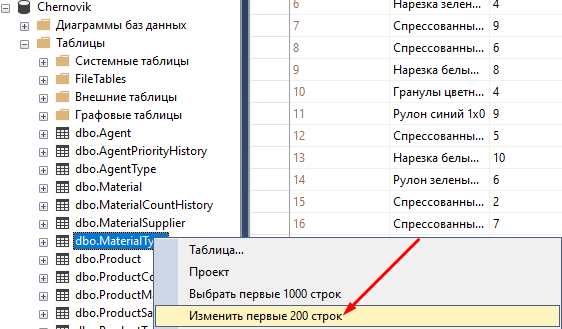 Chernovik
Диаграммы баз данных
Таблицы
Системные таблицы
FileTables
Внешние таблицы
Графовые таблицы
dbo.Agent
dbo.AgentPriorityHistory
dbo.AgentType
dbo.Material
dbo.MaterialCountHistory
dbo.MaterialSupplier
dbo.MaterialTy
dbo.Product
dbo.ProductCo
dbo.ProductMa
dbo.ProductSa
6 Нарезка зелен... 4
7 Спрессованны... 9
8 Спрессованны... 6
9 Нарезка белы... 8
10 Гранулы цветн... 4
11 Рулон синий 1x0 9
12 Спрессованны... 5
13 Нарезка белы... 10
14 Рулон зелены... 6
15 Спрессованны... 2
16 Спрессованны... 7
Таблица...
Проект
Выбрать первые 1000 строк
Изменить первые 200 строк